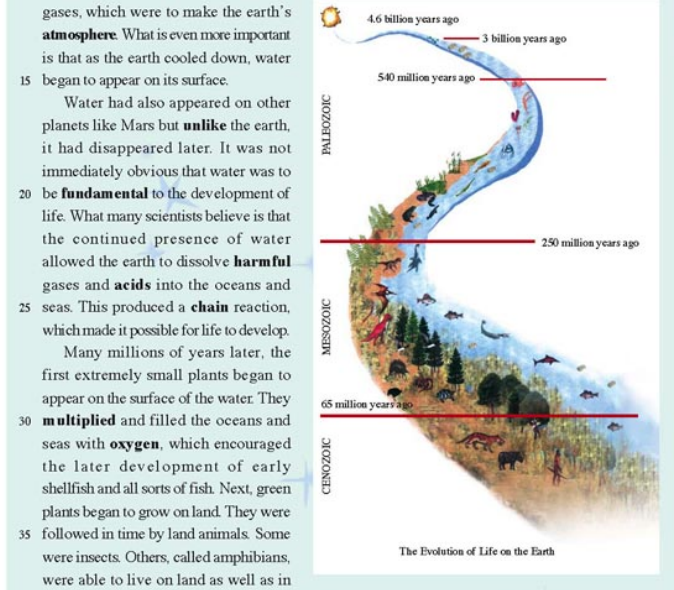 gases, which were to make the earth's
atmosphere. What is even more important
is that as the earth cooled down, water
15 began to appear on its surface.
Water had also appeared on other
planets like Mars but unlike the earth,
it had disappeared later. It was not
immediately obvious that water was to
20 be fundamental to the development of
life. What many scientists believe is that
the continued presence of water
allowed the earth to dissolve harmful
gases and acids into the oceans and
25 seas. This produced a chain reaction,
which made it possible for life to develop.
Many millions of years later, the
first extremely small plants began to
appear on the surface of the water. They
30 multiplied and filled the oceans and
seas with oxygen, which encouraged
the later development of early
shellfish and all sorts of fish. Next, green
plants began to grow on land. They were
35 followed in time by land animals. Some
were insects. Others, called amphibians,
were able to live on land as well as in
4.6 billion years ago
3 billion years ago
540 million years ago
PALEOZOIC
250 million years ago
MESOZOIC
65 million years ago
CENOZOIC
The Evolution of Life on the Earth